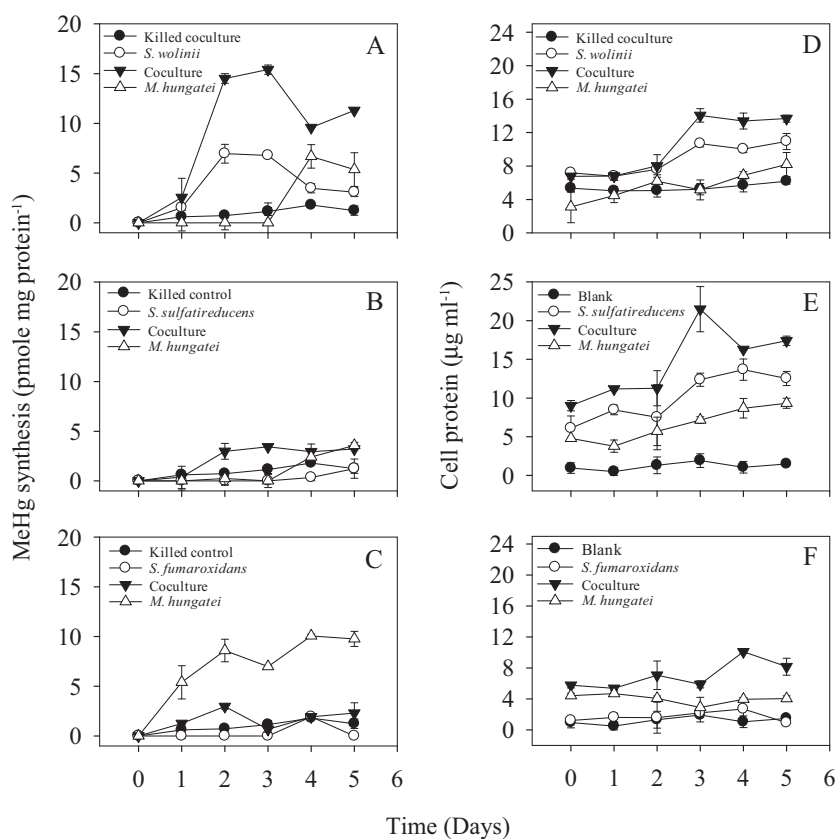 MeHg synthesis (pmole mg protein-1)
20
15
10
5
0
Killed coculture
S. wolinii
Coculture
M. hungatei
A
20
15
10
5
0
Killed control
S. sulfatireducens
Coculture
M. hungatei
B
20
15
10
5
0
Killed control
S. fumaroxidans
Coculture
M. hungatei
C
0 1 2 3 4 5 6
Cell protein (µg ml-1)
24
20
16
12
8
4
0
Killed coculture
S. wolinii
Coculture
M. hungatei
D
25
20
15
10
5
0
Blank
S. sulfatireducens
Coculture
M. hungatei
E
24
20
16
12
8
4
0
Blank
S. fumaroxidans
Coculture
M. hungatei
F
0 1 2 3 4 5 6
Time (Days)